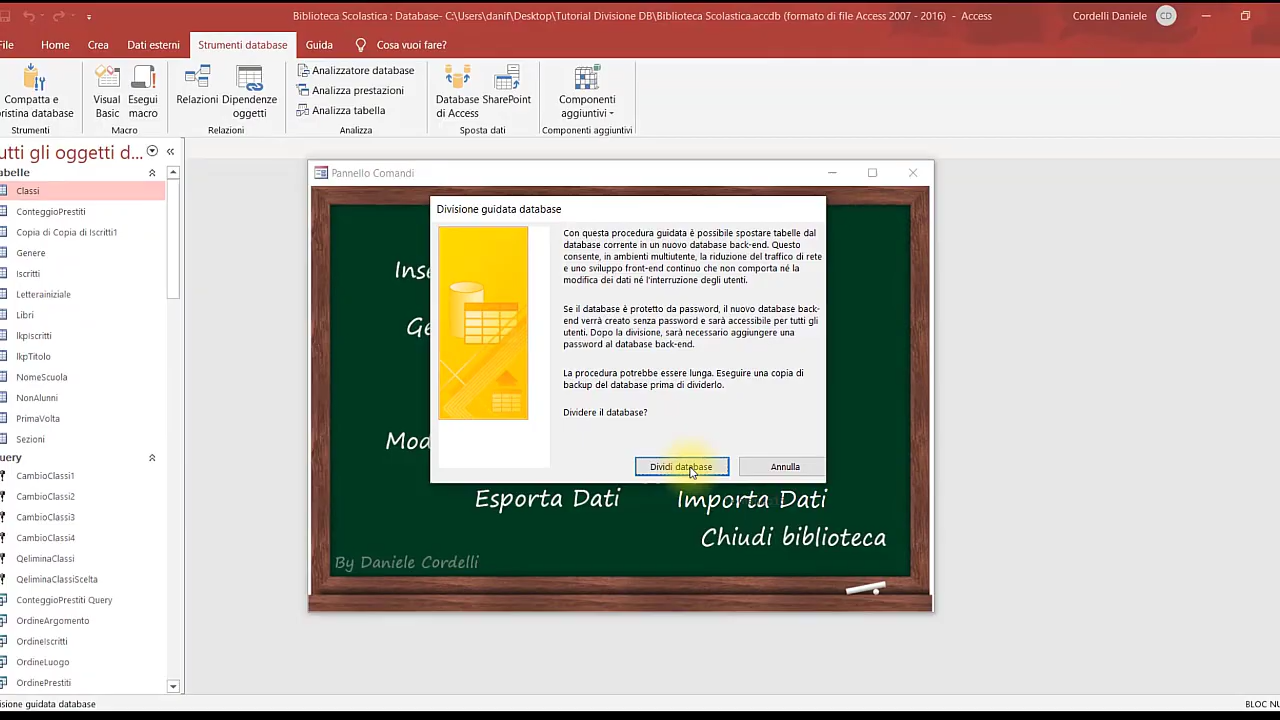 Biblioteca Scolastica : Database- C:\Users\danif\Desktop\Tutorial Divisione DB\Biblioteca Scolastica.accdb (formato di file Access 2007 - 2016) - Access
Cordelli Daniele
CD
File
Home
Crea
Dati esterni
Strumenti database
Guida
Cosa vuoi fare?
Compatta e
ristina database
Strumenti
Visual
Basic
Esegui
macro
Macro
Relazioni
Dipendenze
oggetti
Relazioni
Analizzatore database
Analizza prestazioni
Analizza tabella
Analizza
Database
di Access
SharePoint
Sposta dati
Componenti
aggiuntivi
Componenti aggiuntivi
utti gli oggetti d...
abelle
Classi
ConteggioPrestiti
Copia di Copia di Iscritti1
Genere
Iscritti
Letterainiziale
Libri
lkpIscritti
lkpTitolo
NomeScuola
NonAlunni
PrimaVolta
Sezioni
uery
CambioClassi1
CambioClassi2
CambioClassi3
CambioClassi4
QeliminaClassi
QeliminaClassiScelta
ConteggioPrestiti Query
OrdineArgomento
OrdineIscritti
OrdineLuogo
OrdinePrestiti
Pannello Comandi
Divisione guidata database
Con questa procedura guidata è possibile spostare tabelle dal
database corrente in un nuovo database back-end. Questo
consente, in ambienti multiutente, la riduzione del traffico di rete
e uno sviluppo front-end continuo che non comporta né la
modifica dei dati né l'interruzione degli utenti.
Se il database è protetto da password, il nuovo database back-
end verrà creato senza password e sarà accessibile per tutti gli
utenti. Dopo la divisione, sarà necessario aggiungere una
password al database back-end.
La procedura potrebbe essere lunga. Eseguire una copia di
backup del database prima di dividerlo.
Dividere il database?
Dividi database
Annulla
Inse
Ge
Mod
Esporta Dati
Importa Dati
Chiudi biblioteca
By Daniele Cordelli
isione guidata database
BLOC NU